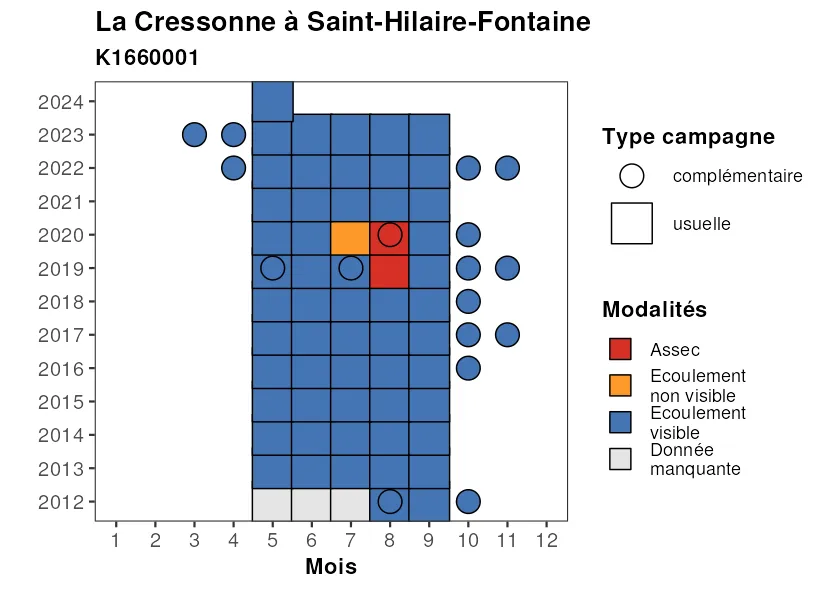 La Cressonne à Saint-Hilaire-Fontaine
K1660001
2024
2023
2022
2021
2020
2019
2018
2017
2016
2015
2014
2013
2012
1 2 3 4 5 6 7 8 9 10 11 12
Mois
Type campagne
complémentaire
usuelle
Modalités
Assec
Ecoulement
non visible
Ecoulement
visible
Donnée
manquante